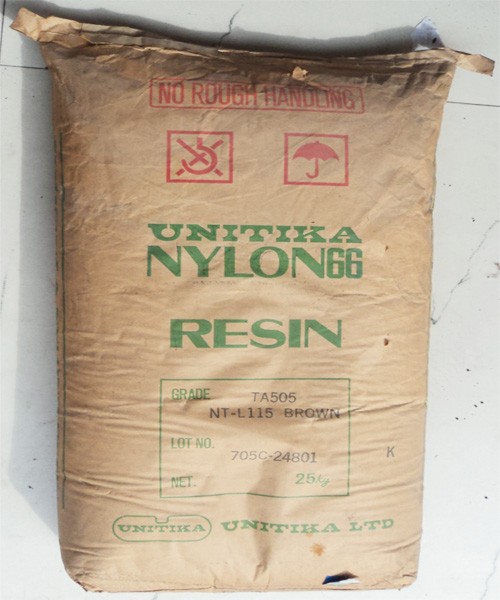 NO ROUGH HANDLING
UNITIKA
NYLON66
RESIN
GRADE TA505
NT-L115 BROWN
LOT NO. 705C-24801
K
NET. 25kg
UNITIKA UNITIKA LTD